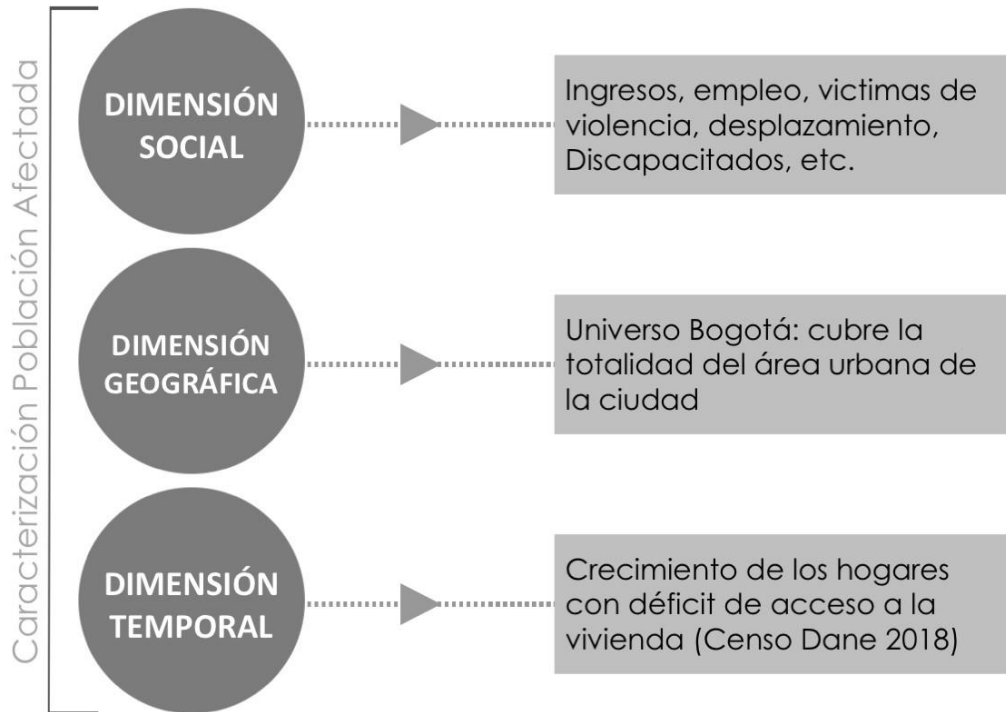 Caracterización Población Afectada
DIMENSIÓN
SOCIAL
Ingresos, empleo, victimas de
violencia, desplazamiento,
Discapacitados, etc.
DIMENSIÓN
GEOGRÁFICA
Universo Bogotá: cubre la
totalidad del área urbana de
la ciudad
DIMENSIÓN
TEMPORAL
Crecimiento de los hogares
con déficit de acceso a la
vivienda (Censo Dane 2018)